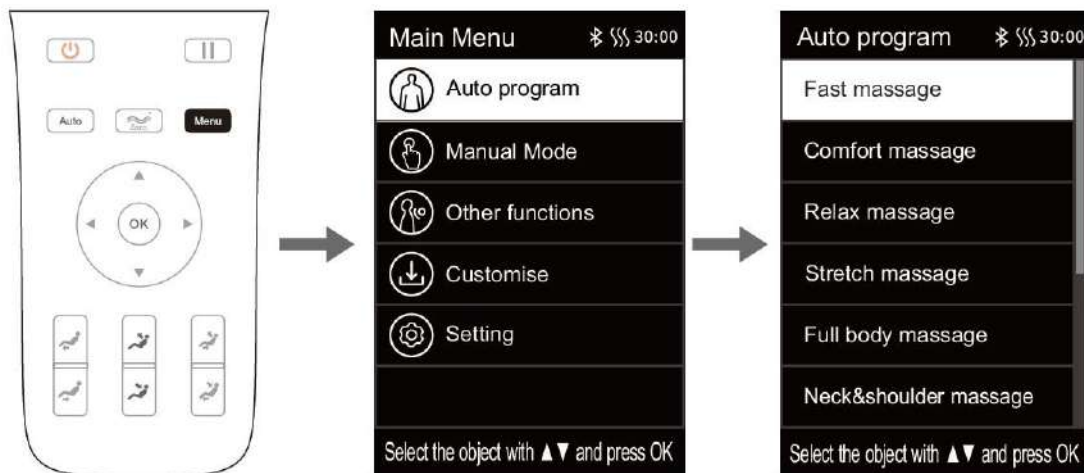 Auto
Zero
Menu
OK
Main Menu 30:00
Auto program
Manual Mode
Other functions
Customise
Setting
Select the object with ▲▼ and press OK
Auto program 30:00
Fast massage
Comfort massage
Relax massage
Stretch massage
Full body massage
Neck&shoulder massage
Select the object with ▲▼ and press OK